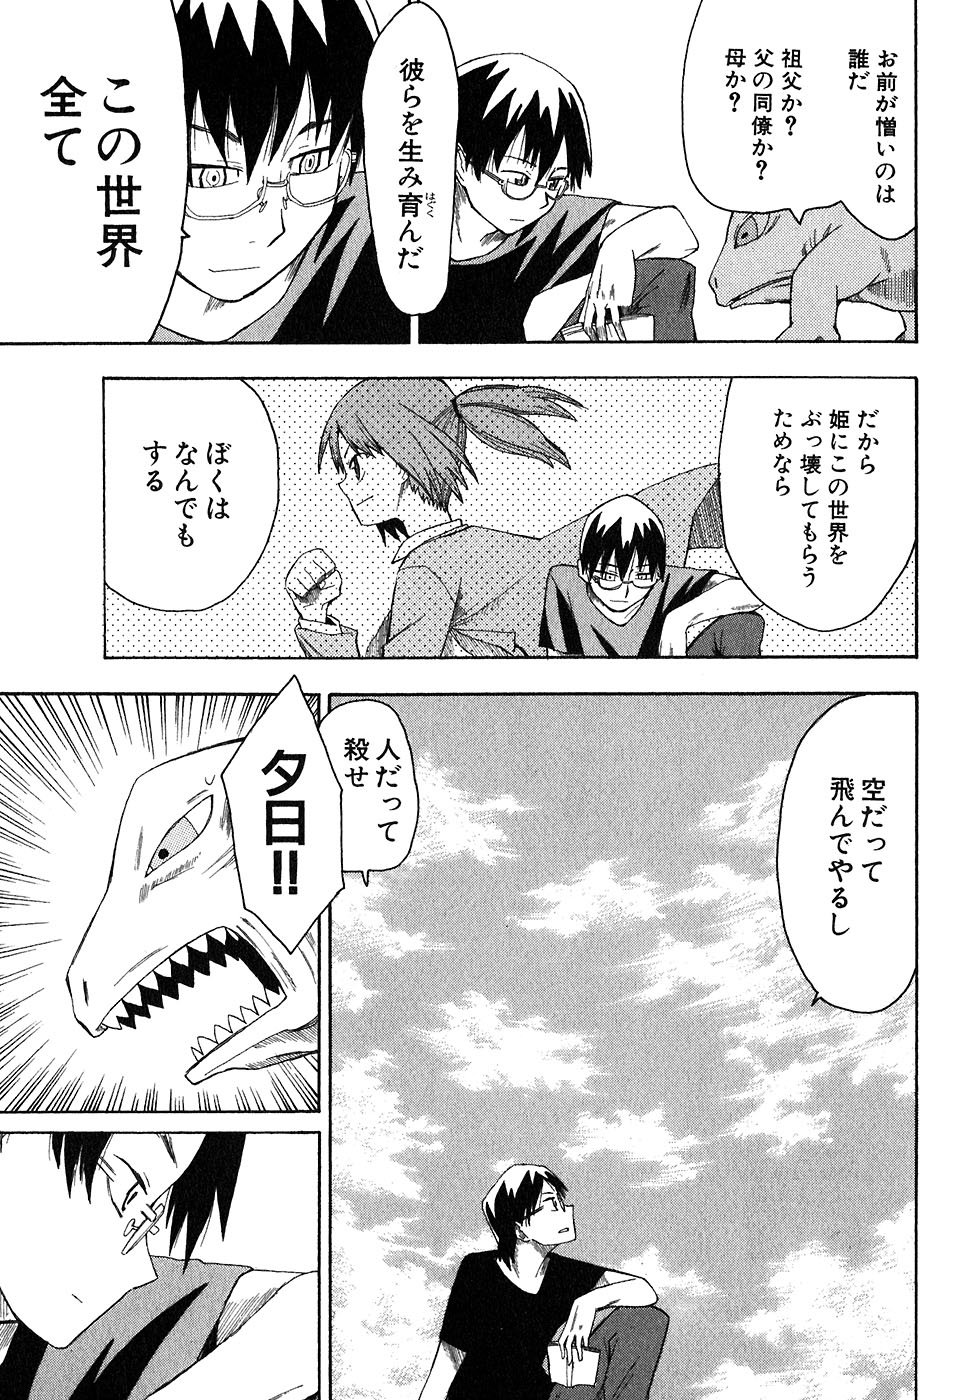 お前が憎いのは
誰だ
祖父か?
父の同僚か?
母か?
彼らを生み育んだ
はぐく
この世界
全て
だから
姫にこの世界を
ぶっ壊してもらう
ためなら
ぼくは
なんでも
する
空だって
飛んでやるし
人だって
殺せ
夕日!!